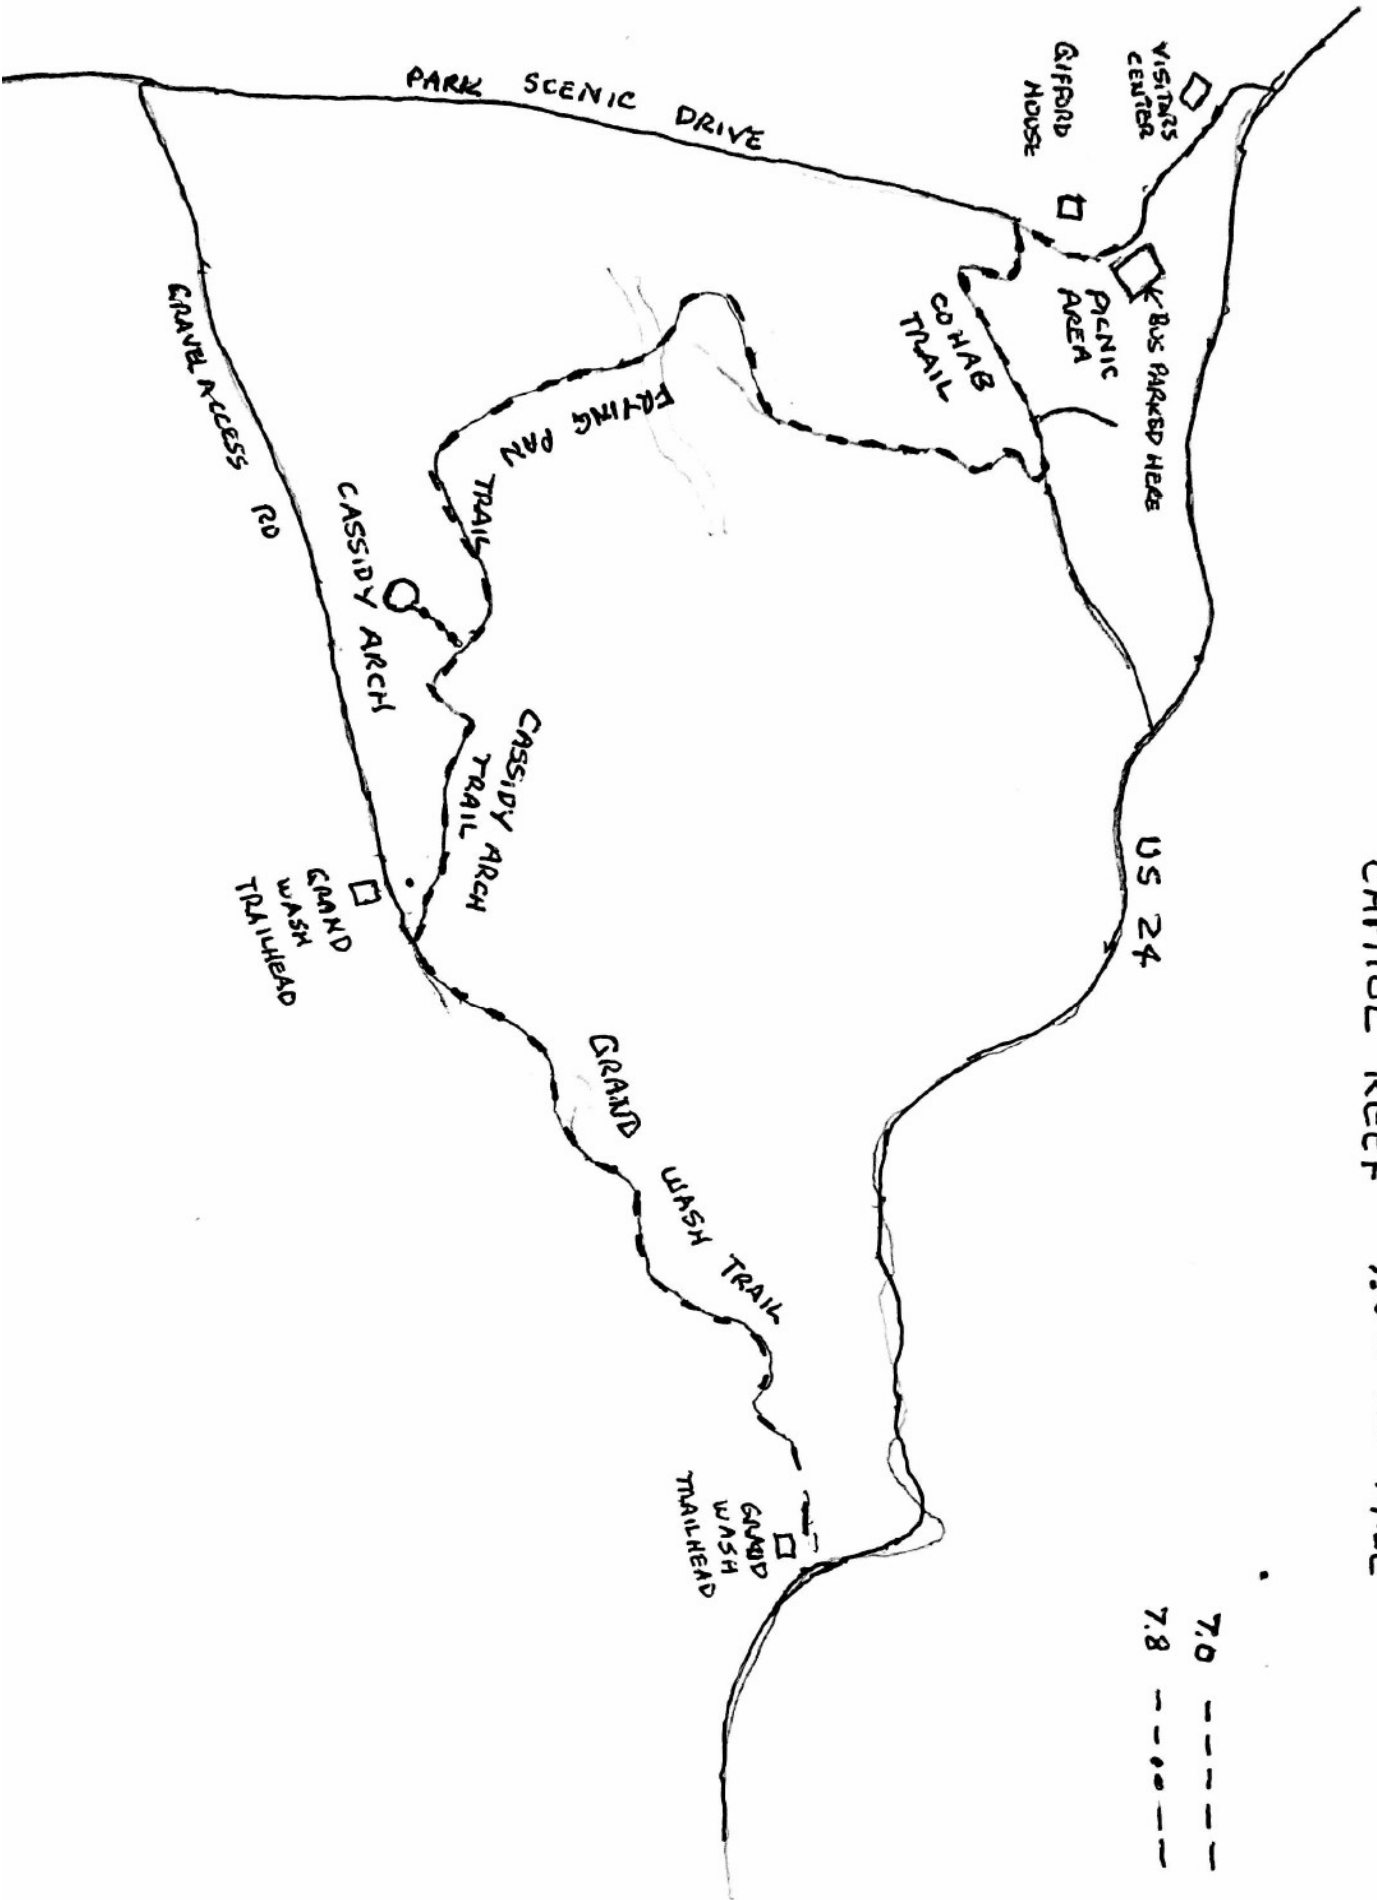 VISITORS
CENTER
GIFFORD
HOUSE
BUS PARKED HERE
PICNIC
AREA
PARK SCENIC DRIVE
COHAB
TRAIL
FRYING PAN
TRAIL
GRAVEL ACCESS RD
CASSIDY ARCH
CASSIDY ARCH
TRAIL
US 24
GRAND
WASH
TRAILHEAD
GRAND WASH TRAIL
GRAND
WASH
TRAILHEAD
7.0 -----
7.8 --..--